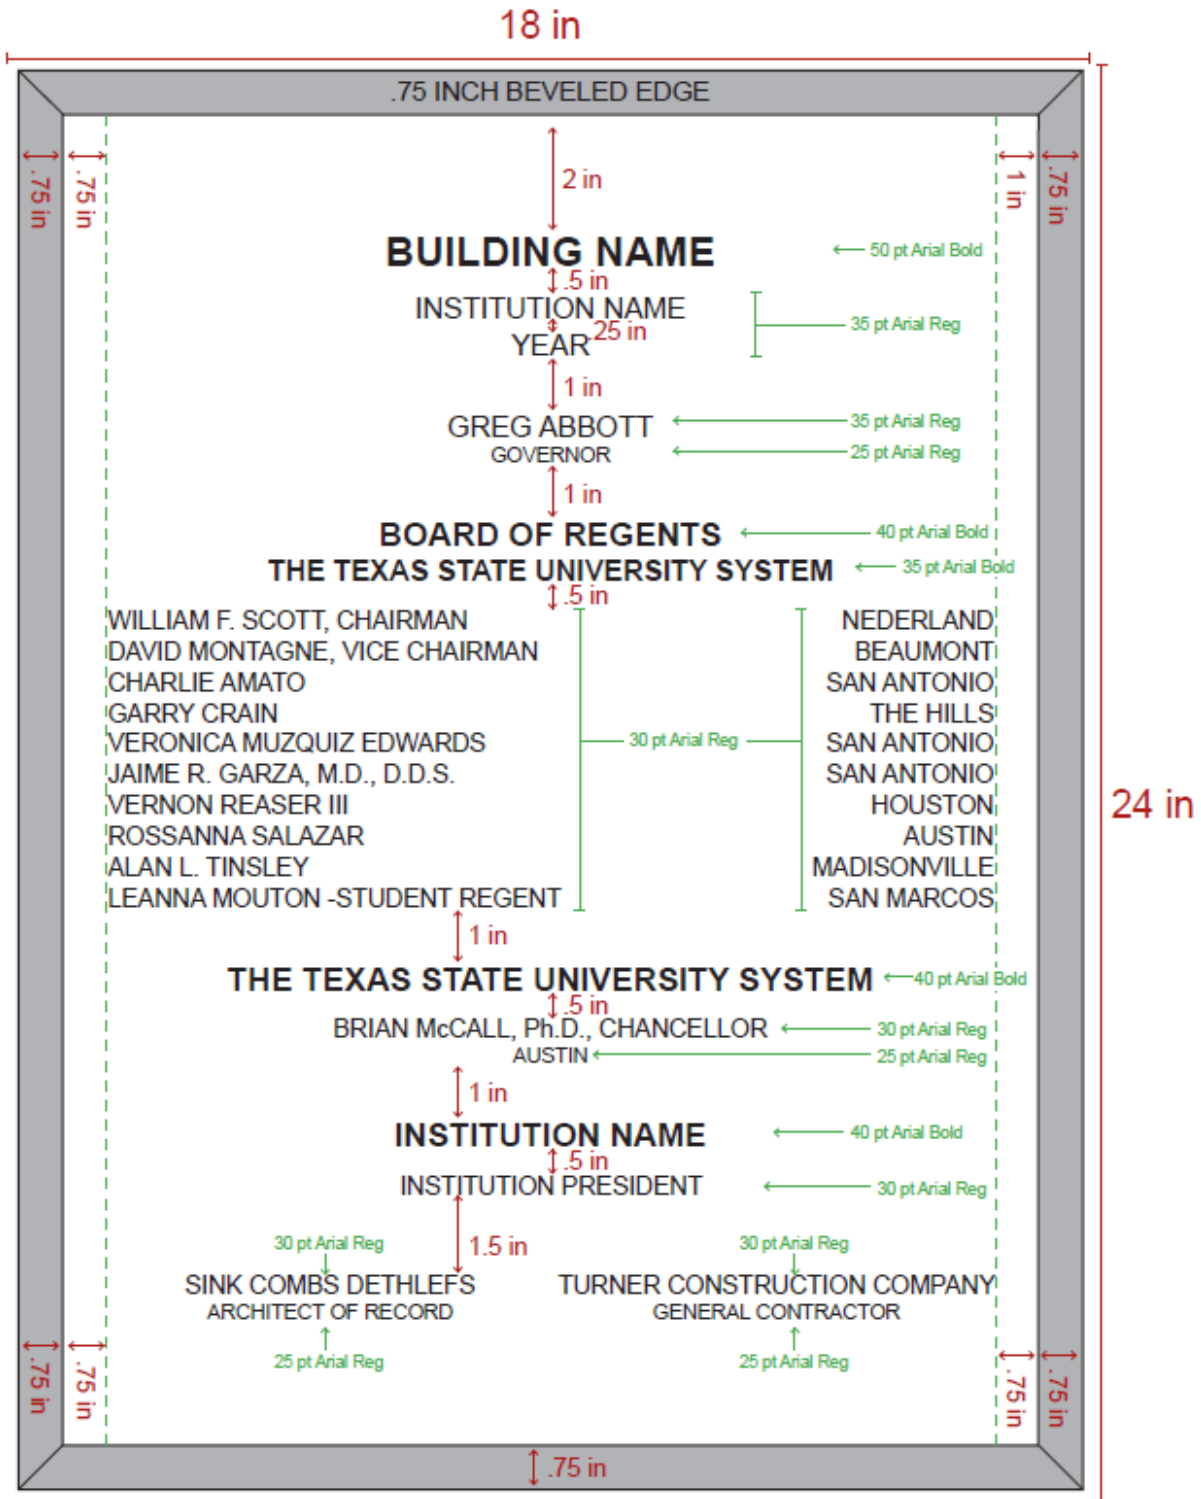 18 in
.75 INCH BEVELED EDGE
.75 in
.75 in
2 in
1 in
.75 in
BUILDING NAME
50 pt Arial Bold
.5 in
INSTITUTION NAME
.25 in
35 pt Arial Reg
YEAR
1 in
GREG ABBOTT
35 pt Arial Reg
GOVERNOR
25 pt Arial Reg
1 in
BOARD OF REGENTS
40 pt Arial Bold
THE TEXAS STATE UNIVERSITY SYSTEM
35 pt Arial Bold
.5 in
WILLIAM F. SCOTT, CHAIRMAN NEDERLAND
DAVID MONTAGNE, VICE CHAIRMAN BEAUMONT
CHARLIE AMATO SAN ANTONIO
GARRY CRAIN THE HILLS
VERONICA MUZQUIZ EDWARDS SAN ANTONIO
30 pt Arial Reg
JAIME R. GARZA, M.D., D.D.S. SAN ANTONIO
VERNON REASER III HOUSTON
24 in
ROSSANNA SALAZAR AUSTIN
ALAN L. TINSLEY MADISONVILLE
LEANNA MOUTON -STUDENT REGENT SAN MARCOS
1 in
THE TEXAS STATE UNIVERSITY SYSTEM
40 pt Arial Bold
.5 in
BRIAN McCALL, Ph.D., CHANCELLOR
30 pt Arial Reg
AUSTIN
25 pt Arial Reg
1 in
INSTITUTION NAME
40 pt Arial Bold
.5 in
INSTITUTION PRESIDENT
30 pt Arial Reg
1.5 in
30 pt Arial Reg
30 pt Arial Reg
SINK COMBS DETHLEFS
TURNER CONSTRUCTION COMPANY
ARCHITECT OF RECORD
GENERAL CONTRACTOR
25 pt Arial Reg
25 pt Arial Reg
.75 in
.75 in
.75 in
.75 in
.75 in